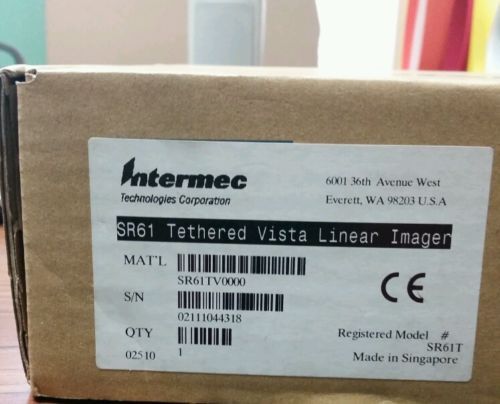 Intermec
Technologies Corporation
6001 36th Avenue West
Everett, WA 98203 U.S.A
SR61 Tethered Vista Linear Imager
MAT'L
SR61TV0000
S/N
02111044318
QTY
02510
1
CE
Registered Model #
SR61T
Made in Singapore